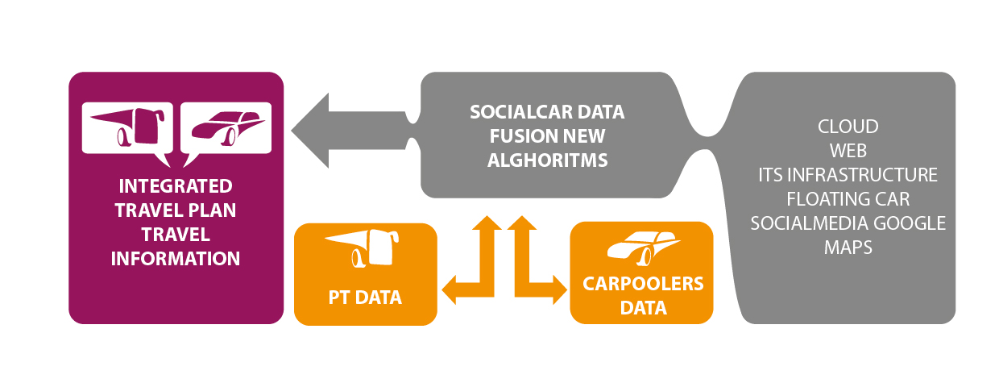 INTEGRATED
TRAVEL PLAN
TRAVEL
INFORMATION
SOCIALCAR DATA
FUSION NEW
ALGHORITMS
PT DATA
CARPOOLERS
DATA
CLOUD
WEB
ITS INFRASTRUCTURE
FLOATING CAR
SOCIALMEDIA GOOGLE
MAPS